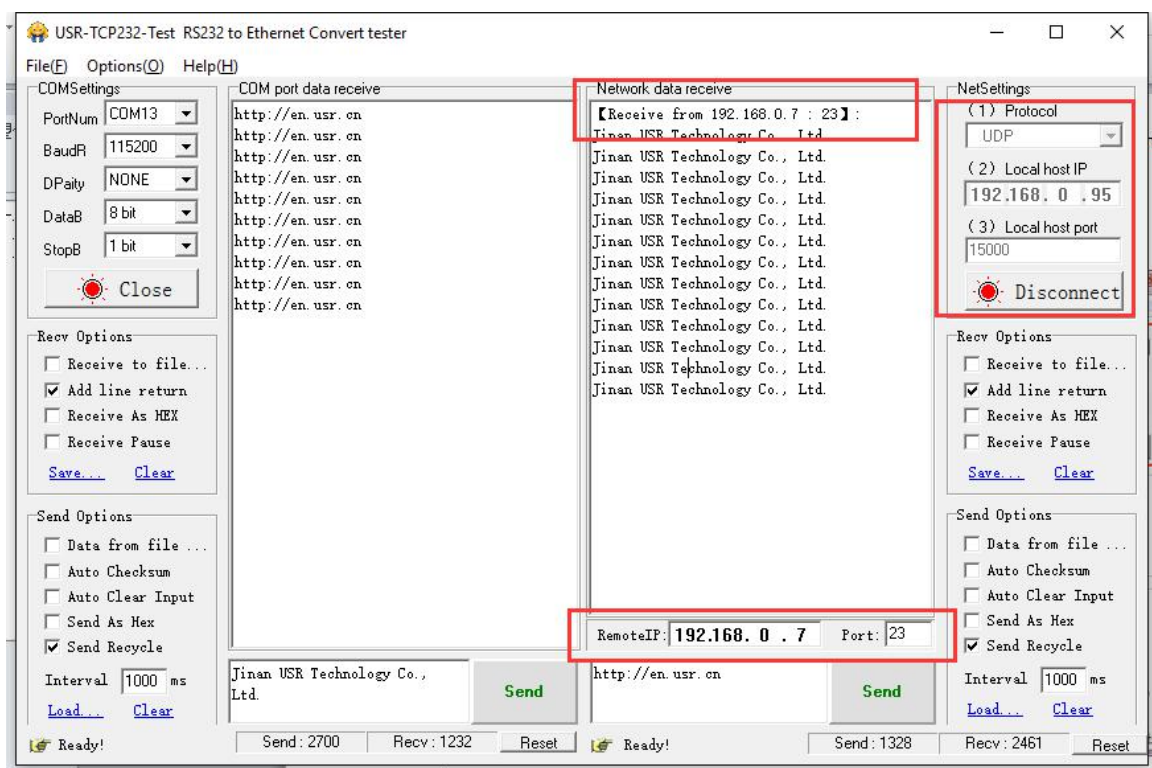 USR-TCP232-Test RS232 to Ethernet Convert tester
File(F) Options(O) Help(H)
COMSettings
PortNum COM13
BaudR 115200
DPaity NONE
DataB 8 bit
StopB 1 bit
Close
Recv Options
Receive to file...
Add line return
Receive As HEX
Receive Pause
Save... Clear
Send Options
Data from file ...
Auto Checksum
Auto Clear Input
Send As Hex
Send Recycle
Interval 1000 ms
Load... Clear
COM port data receive
http://en.usr.cn
http://en.usr.cn
http://en.usr.cn
http://en.usr.cn
http://en.usr.cn
http://en.usr.cn
http://en.usr.cn
http://en.usr.cn
http://en.usr.cn
http://en.usr.cn
Jinan USR Technology Co.,
Ltd.
Send
Network data receive
【Receive from 192.168.0.7 : 23】:
Jinan USR Technology Co., Ltd.
Jinan USR Technology Co., Ltd.
Jinan USR Technology Co., Ltd.
Jinan USR Technology Co., Ltd.
Jinan USR Technology Co., Ltd.
Jinan USR Technology Co., Ltd.
Jinan USR Technology Co., Ltd.
Jinan USR Technology Co., Ltd.
Jinan USR Technology Co., Ltd.
Jinan USR Technology Co., Ltd.
Jinan USR Technology Co., Ltd.
Jinan USR Technology Co., Ltd.
Jinan USR Technology Co., Ltd.
RemoteIP: 192.168. 0 . 7 Port: 23
http://en.usr.cn
Send
NetSettings
(1) Protocol
UDP
(2) Local host IP
192.168. 0 .95
(3) Local host port
15000
Disconnect
Recv Options
Receive to file...
Add line return
Receive As HEX
Receive Pause
Save... Clear
Send Options
Data from file ...
Auto Checksum
Auto Clear Input
Send As Hex
Send Recycle
Interval 1000 ms
Load... Clear
Ready! Send : 2700 Recv : 1232 Reset
Ready! Send : 1328 Recv : 2461 Reset